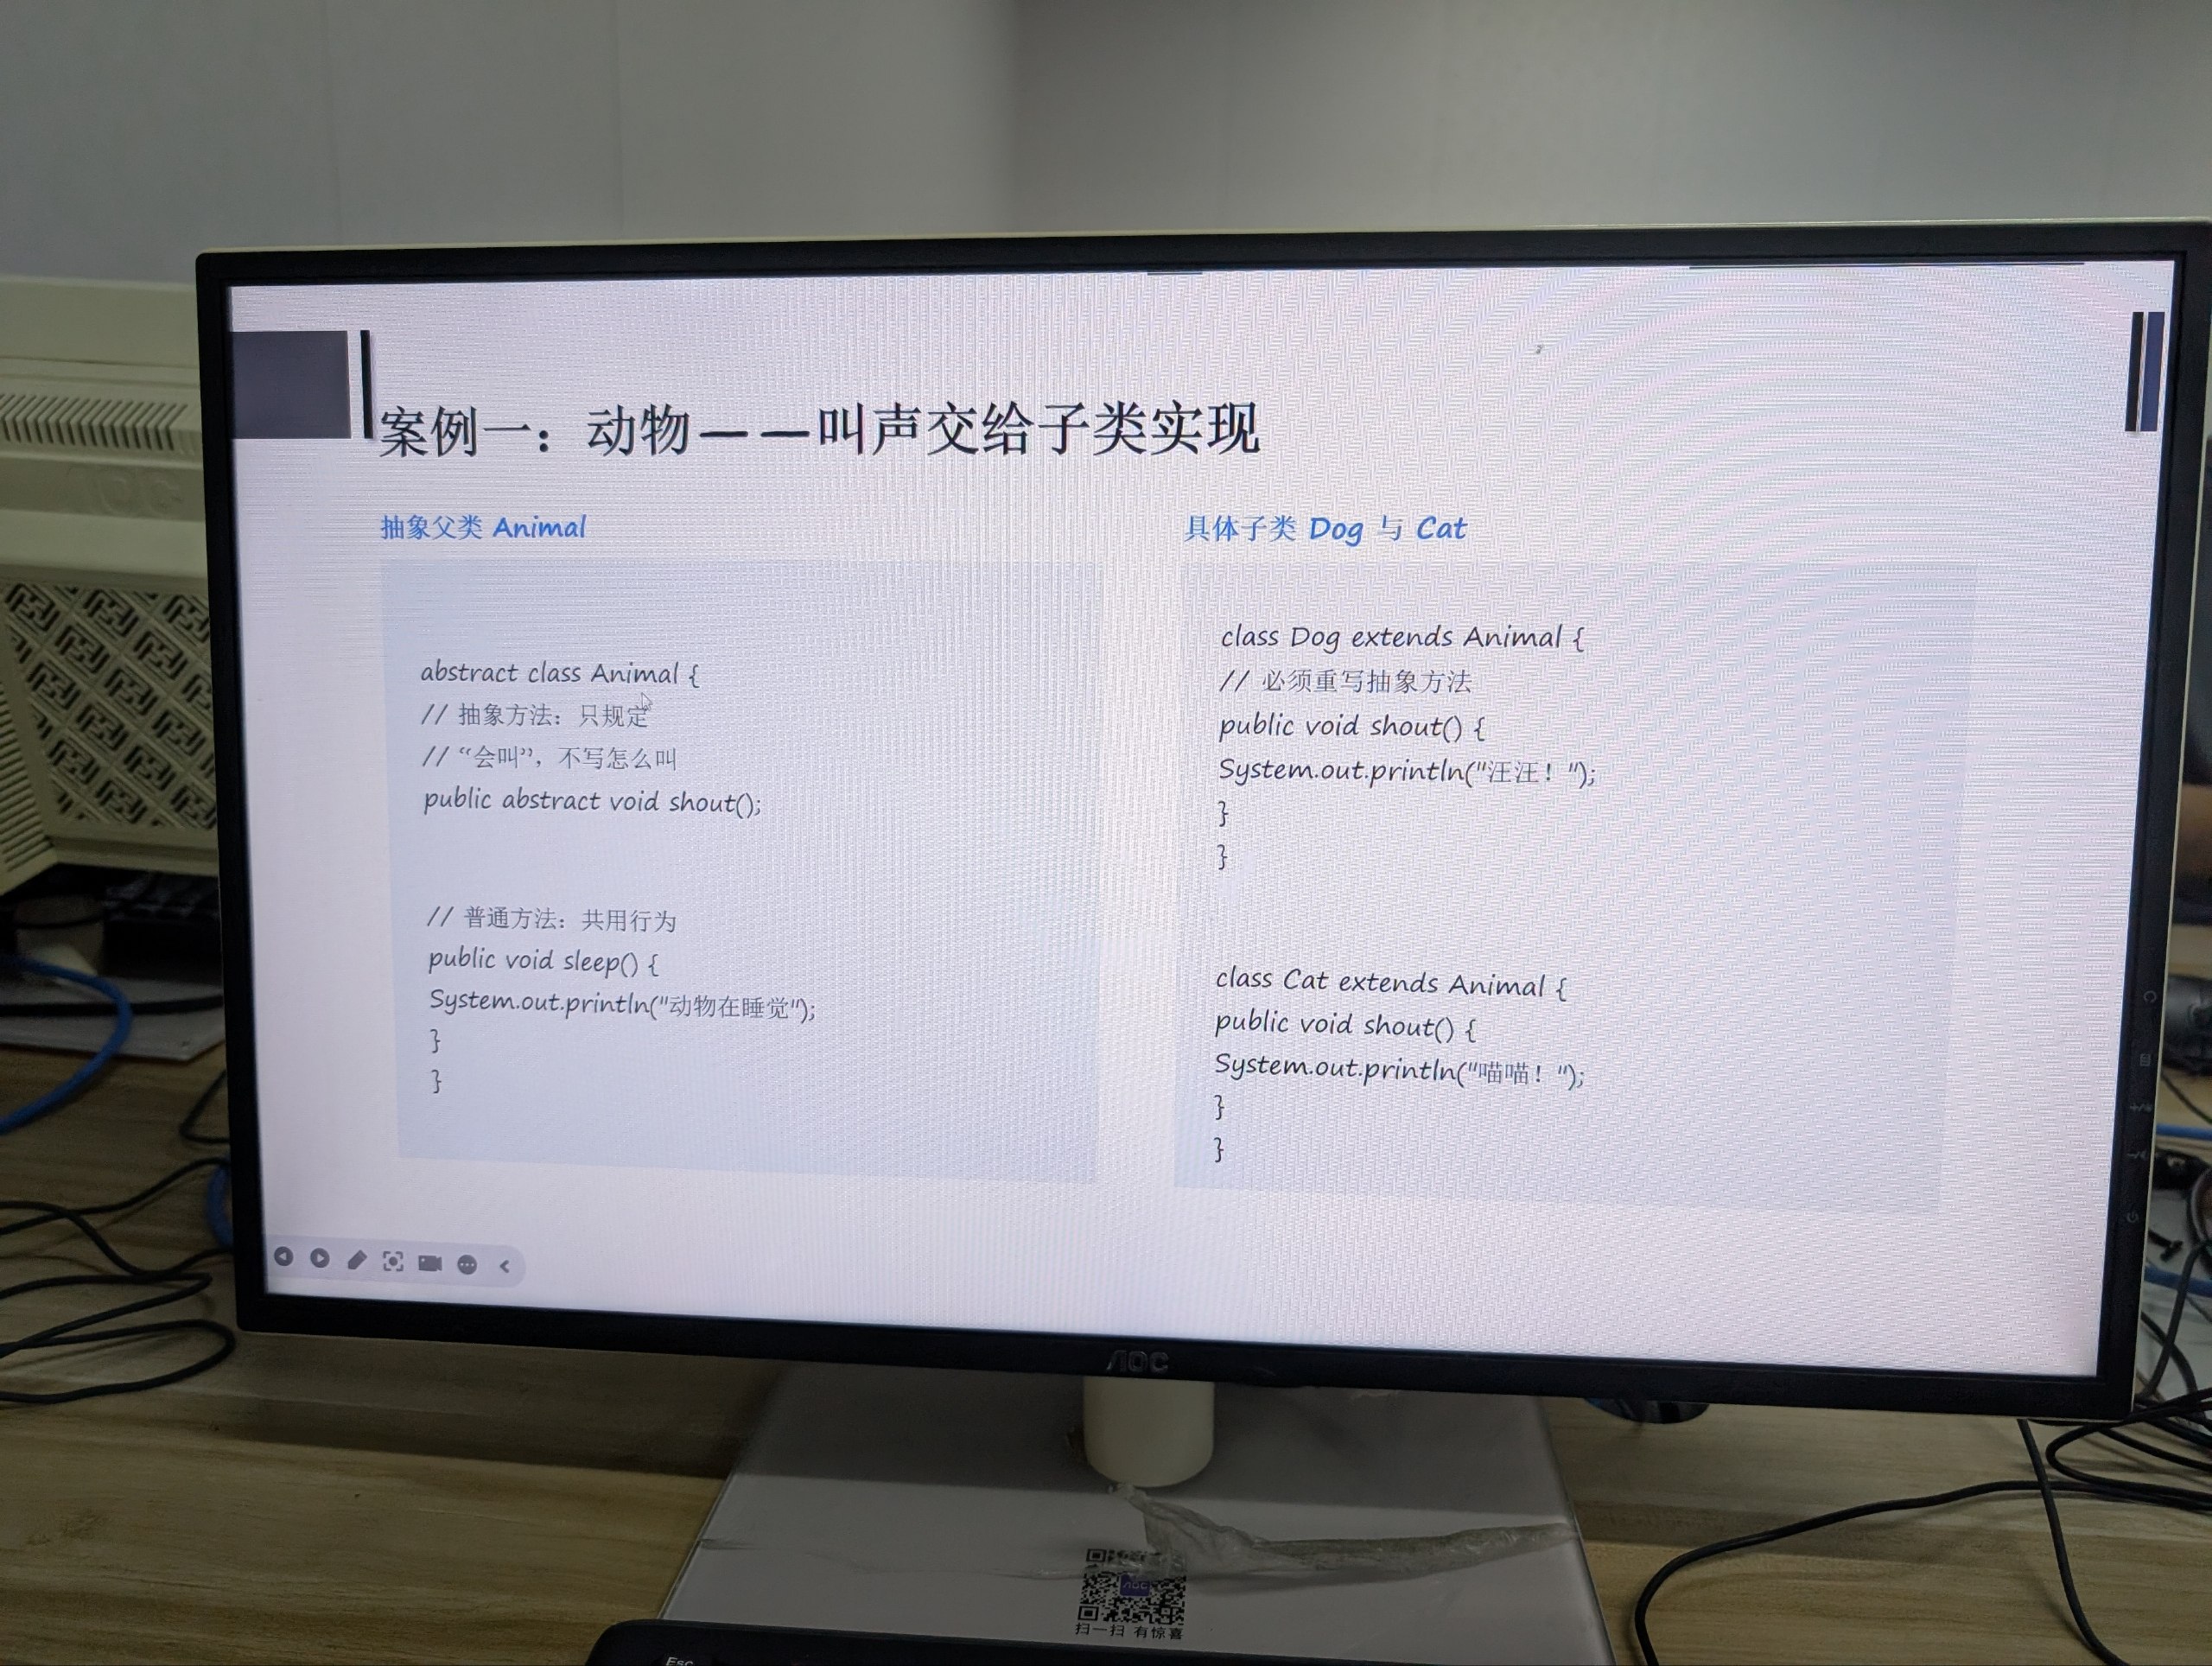 案例一：动物——叫声交给子类实现
抽象父类 Animal
abstract class Animal {
// 抽象方法：只规定
// “会叫”，不写怎么叫
public abstract void shout();
// 普通方法：共用行为
public void sleep() {
System.out.println("动物在睡觉");
}
}
具体子类 Dog 与 Cat
class Dog extends Animal {
// 必须重写抽象方法
public void shout() {
System.out.println("汪汪！");
}
}
class Cat extends Animal {
public void shout() {
System.out.println("喵喵！");
}
}
AOC
AOC
扫一扫 有惊喜
Esc